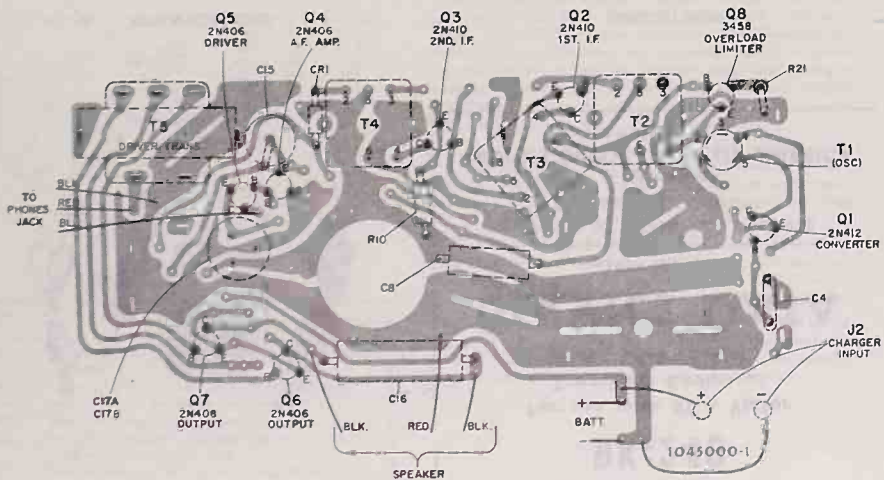 Q5
2N406
DRIVER
Q4
2N406
A.F. AMP.
Q3
2N410
2ND. I.F.
Q2
2N410
1ST. I.F.
Q8
3458
OVERLOAD
LIMITER
R21
C15
CR1
T5
DRIVER TRANS.
T4
T3
T2
T1
(OSC)
TO
PHONES
JACK
BLU
RED
BL
R10
C8
Q1
2N412
CONVERTER
C4
J2
CHARGER
INPUT
C17A
C17B
Q7
2N408
OUTPUT
Q6
2N406
OUTPUT
C16
BLK.
RED
BLK.
SPEAKER
+
BATT.
-
+
-
1045000-1